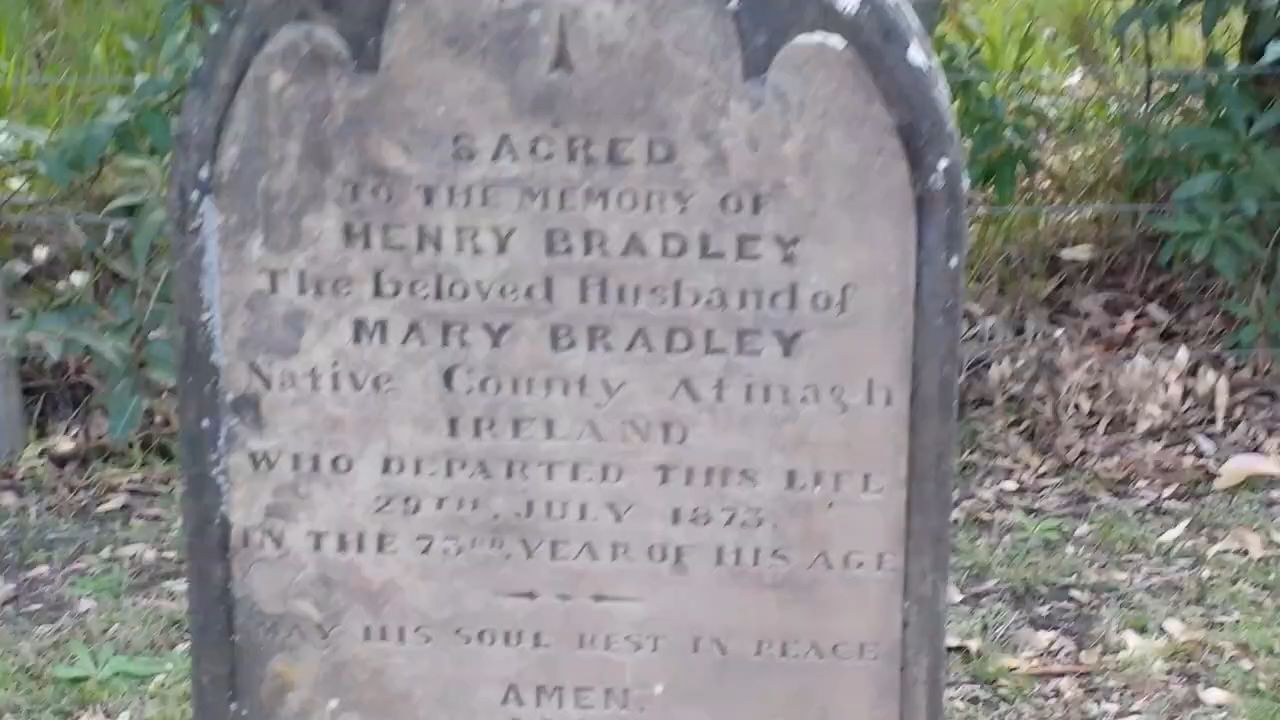 SACRED
TO THE MEMORY OF
HENRY BRADLEY
The beloved Husband of
MARY BRADLEY
Native County Armagh
IRELAND
WHO DEPARTED THIS LIFE
29TH, JULY 1873.
IN THE 73RD, YEAR OF HIS AGE
MAY HIS SOUL REST IN PEACE
AMEN.